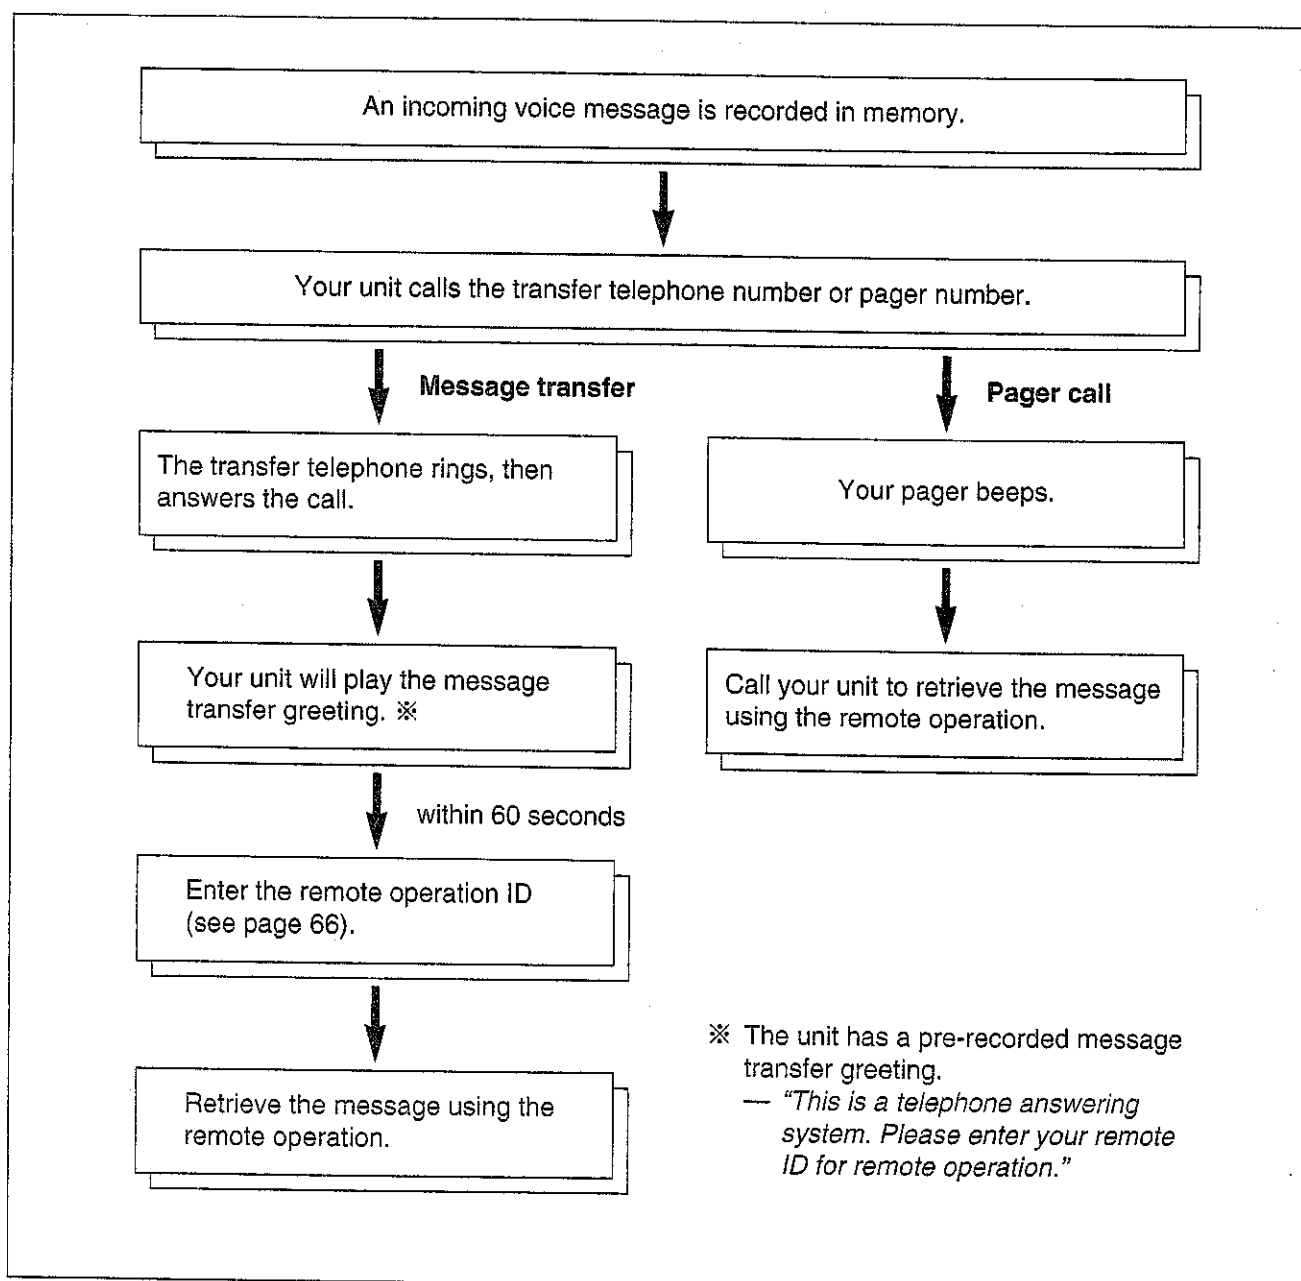 An incoming voice message is recorded in memory.
Your unit calls the transfer telephone number or pager number.
Message transfer
Pager call
The transfer telephone rings, then
answers the call.
Your pager beeps.
Your unit will play the message
transfer greeting. ※
Call your unit to retrieve the message
using the remote operation.
within 60 seconds
Enter the remote operation ID
(see page 66).
Retrieve the message using the
remote operation.
※ The unit has a pre-recorded message
transfer greeting.
— “This is a telephone answering
system. Please enter your remote
ID for remote operation.”